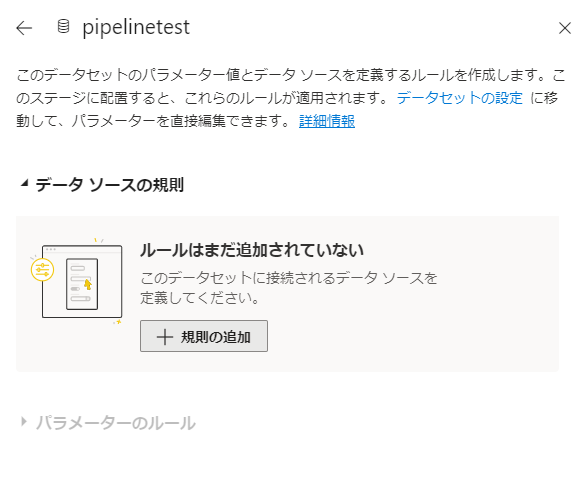 pipelinetest
このデータセットのパラメーター値とデータ ソースを定義するルールを作成します。こ
のステージに配置すると、これらのルールが適用されます。 データセットの設定 に移
動して、パラメーターを直接編集できます。 詳細情報
データ ソースの規則
ルールはまだ追加されていない
このデータセットに接続されるデータ ソースを
定義してください。
規則の追加
パラメーターのルール